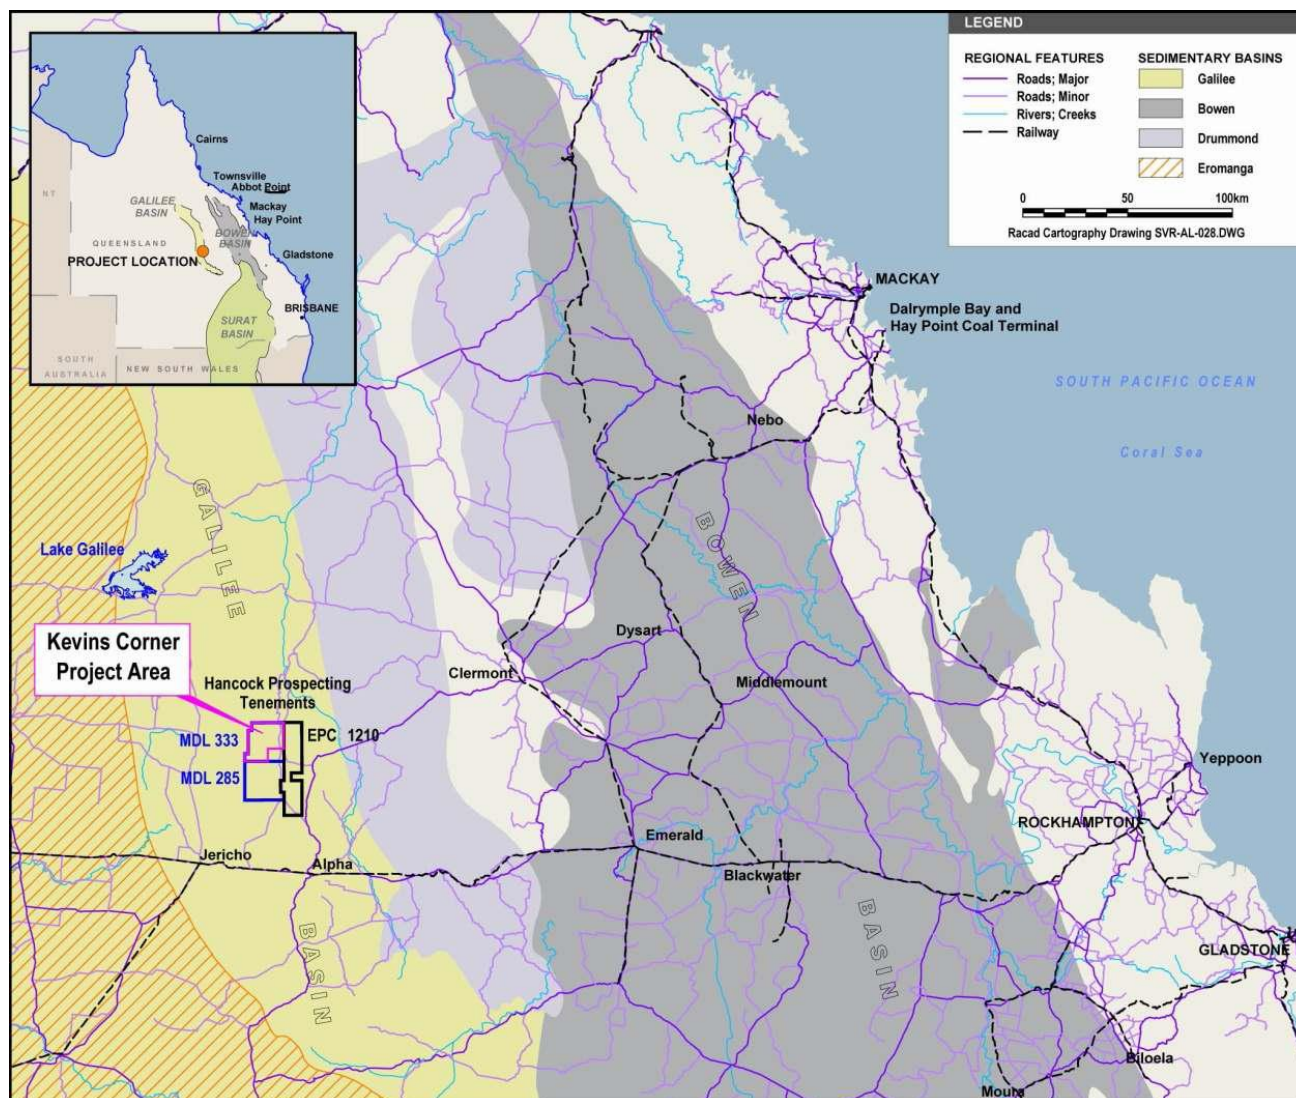 LEGEND
REGIONAL FEATURES
Roads; Major
Roads; Minor
Rivers; Creeks
Railway
SEDIMENTARY BASINS
Galilee
Bowen
Drummond
Eromanga
0 50 100km
Racad Cartography Drawing SVR-AL-028.DWG
Cairns
Townsville
Abbot Point
Mackay
Hay Point
NT
GALILEE
BASIN
BOWEN
BASIN
QUEENSLAND
PROJECT LOCATION
Gladstone
BRISBANE
SURAT
BASIN
SOUTH
AUSTRALIA
NEW SOUTH WALES
MACKAY
Dalrymple Bay and
Hay Point Coal Terminal
SOUTH PACIFIC OCEAN
Coral Sea
Nebo
GALILEE
BOWEN
Lake Galilee
Kevins Corner
Project Area
Hancock Prospecting
Tenements
MDL 333
EPC 1210
MDL 285
Dysart
Clermont
Middlemount
Yeppoon
ROCKHAMPTON
Emerald
Blackwater
Jericho
Alpha
BASIN
BASIN
GLADSTONE
Biloela
Moura